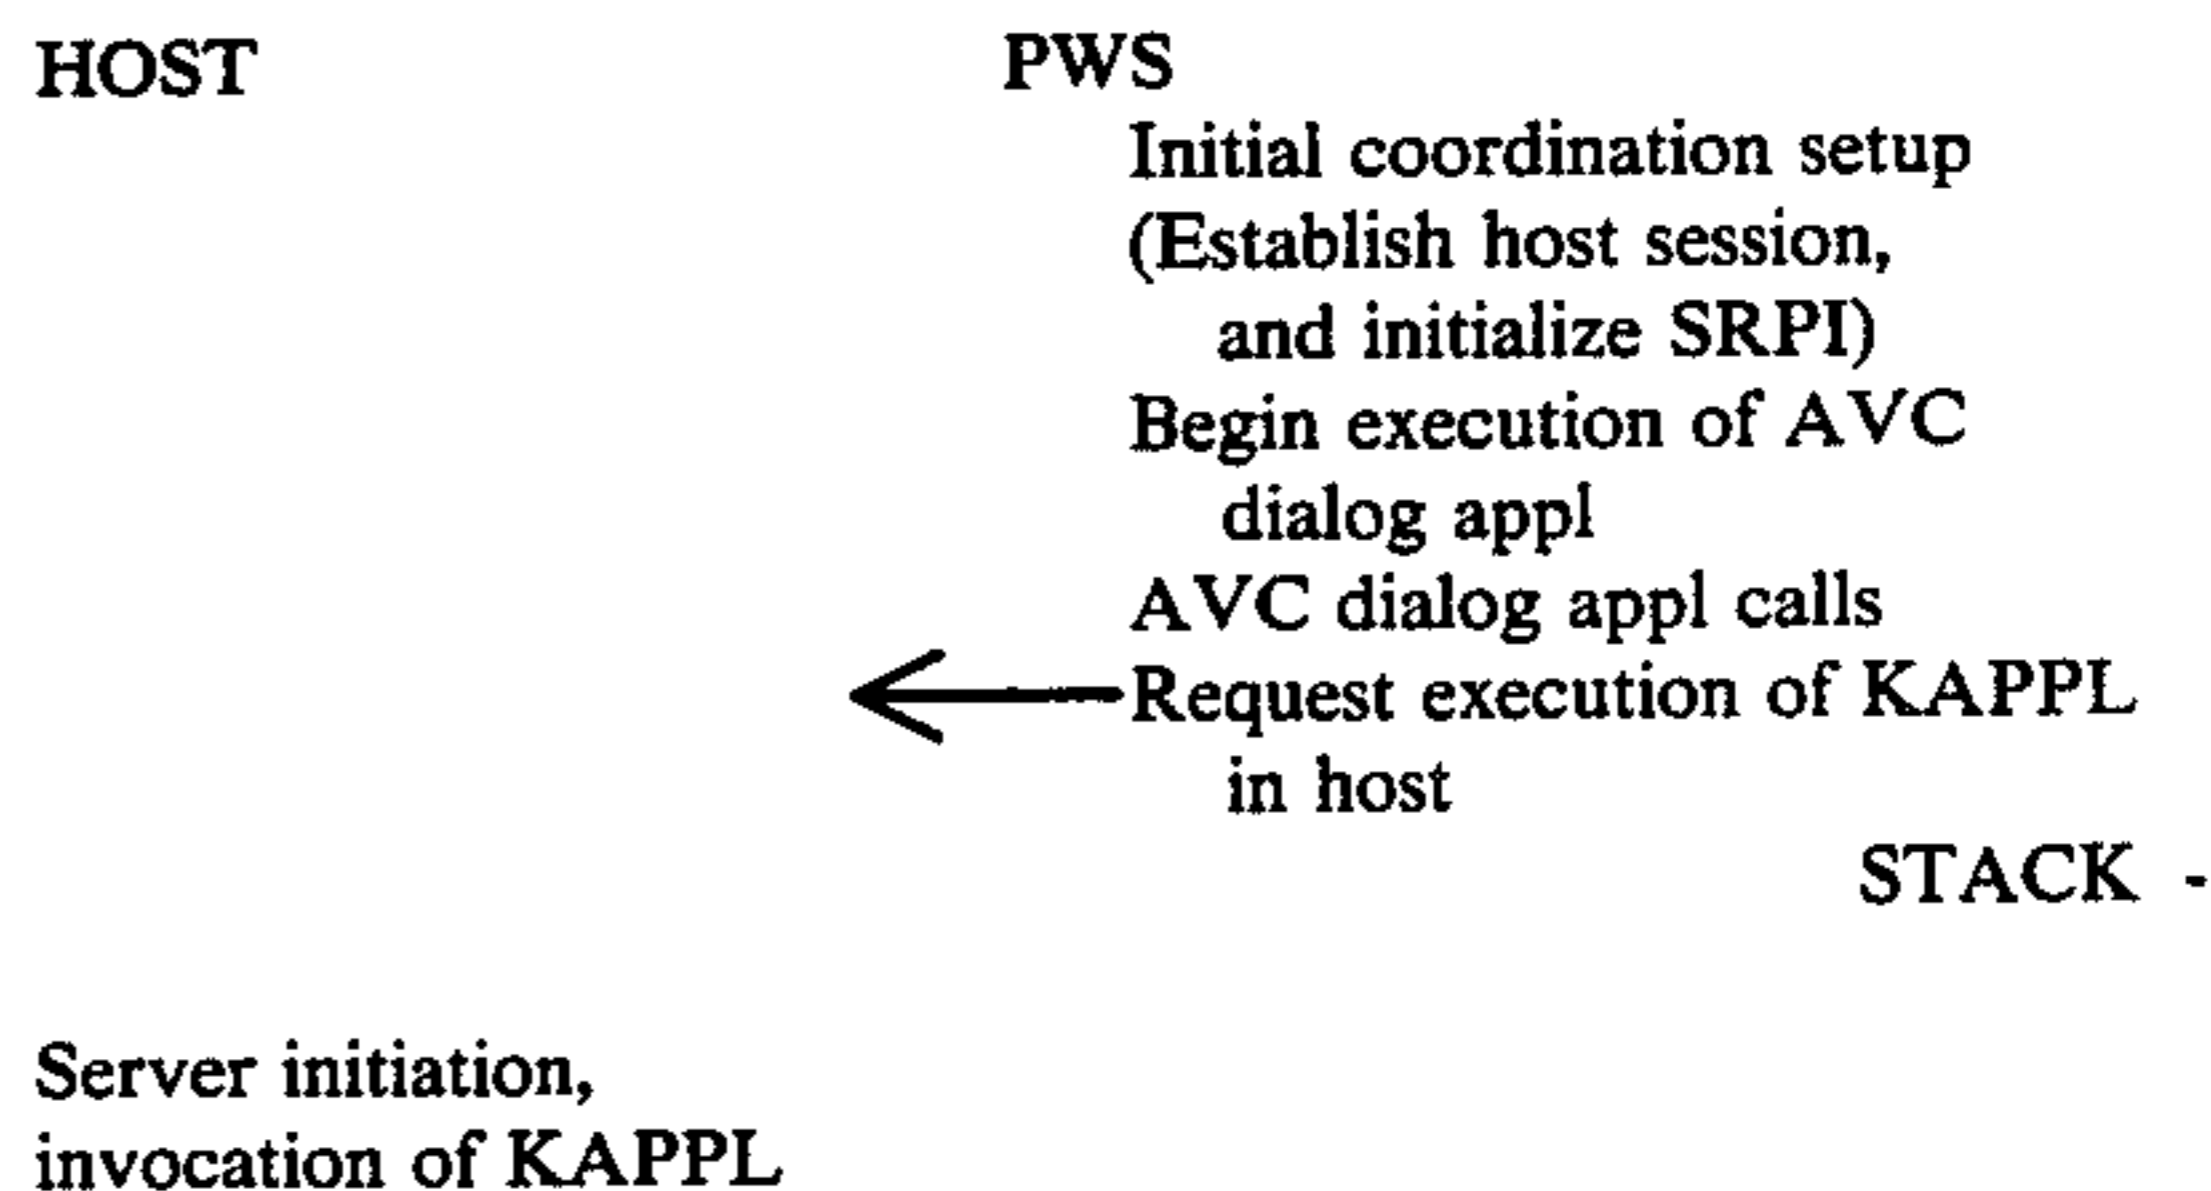 HOST PWS
Initial coordination setup
(Establish host session,
and initialize SRPI)
Begin execution of AVC
dialog appl
AVC dialog appl calls
Request execution of KAPPL
in host
STACK -
Server initiation,
invocation of KAPPL